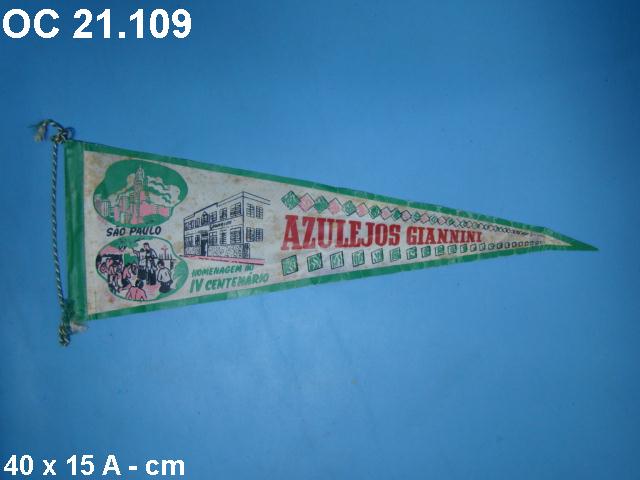 OC 21.109
SÃO PAULO
HOMENAGEM AO
IV CENTENÁRIO
AZULEJOS GIANNINI
40 x 15 A - cm